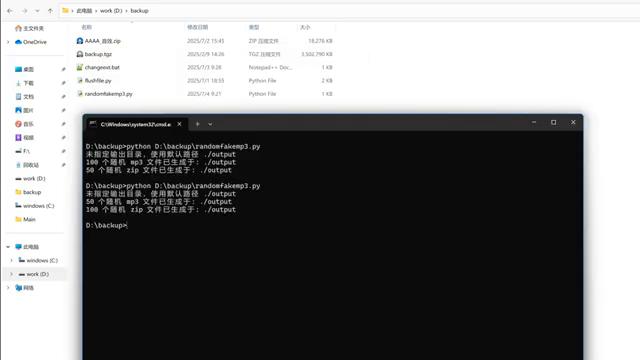 此电脑 > work (D:) > backup
主文件夹
OneDrive
桌面
下载
文档
图片
音乐
视频
F:\
回收站
work (D:)
backup
windows (C:)
Main
此电脑
windows (C:)
work (D:)
网络
名称 修改日期 类型 大小
AAAA_音效.zip 2025/7/2 15:45 ZIP 压缩文件 18,276 KB
backup.tgz 2025/2/9 14:26 TGZ 压缩文件 3,502,790 KB
changeext.bat 2025/7/3 9:28 Notepad++ Doc... 1 KB
flushfile.py 2025/7/1 18:55 Python File 2 KB
randomfakemp3.py 2025/7/4 9:21 Python File 1 KB
C:\Windows\system32\cmd.e
D:\backup>python D:\backup\randomfakemp3.py
未指定输出目录，使用默认路径 ./output
100 个随机 mp3 文件已生成于: ./output
50 个随机 zip 文件已生成于: ./output
D:\backup>python D:\backup\randomfakemp3.py
未指定输出目录，使用默认路径 ./output
50 个随机 mp3 文件已生成于: ./output
100 个随机 zip 文件已生成于: ./output
D:\backup>